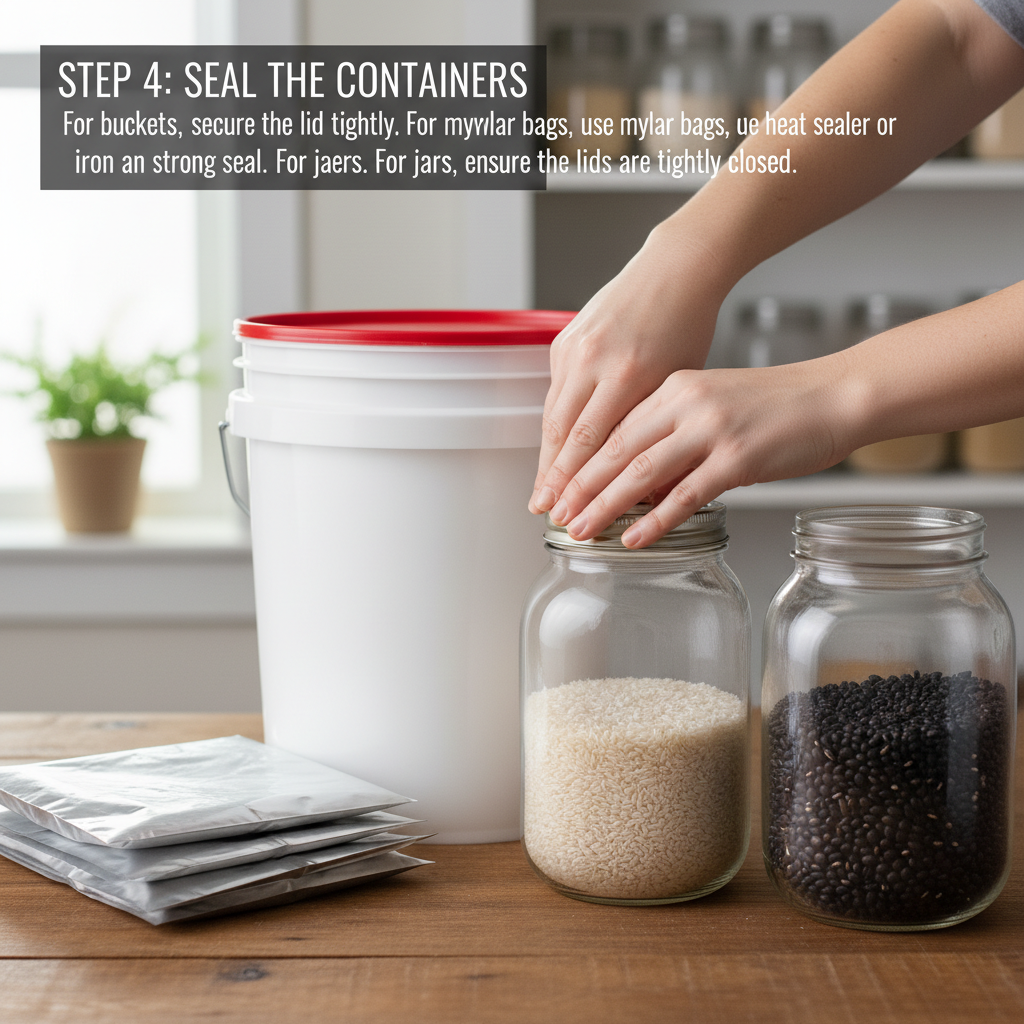 STEP 4: SEAL THE CONTAINERS
For buckets, secure the lid tightly. For mywlar bags, use mylar bags, ue heat sealer or
iron an strong seal. For jaers. For jars, ensure the lids are tightly closed.